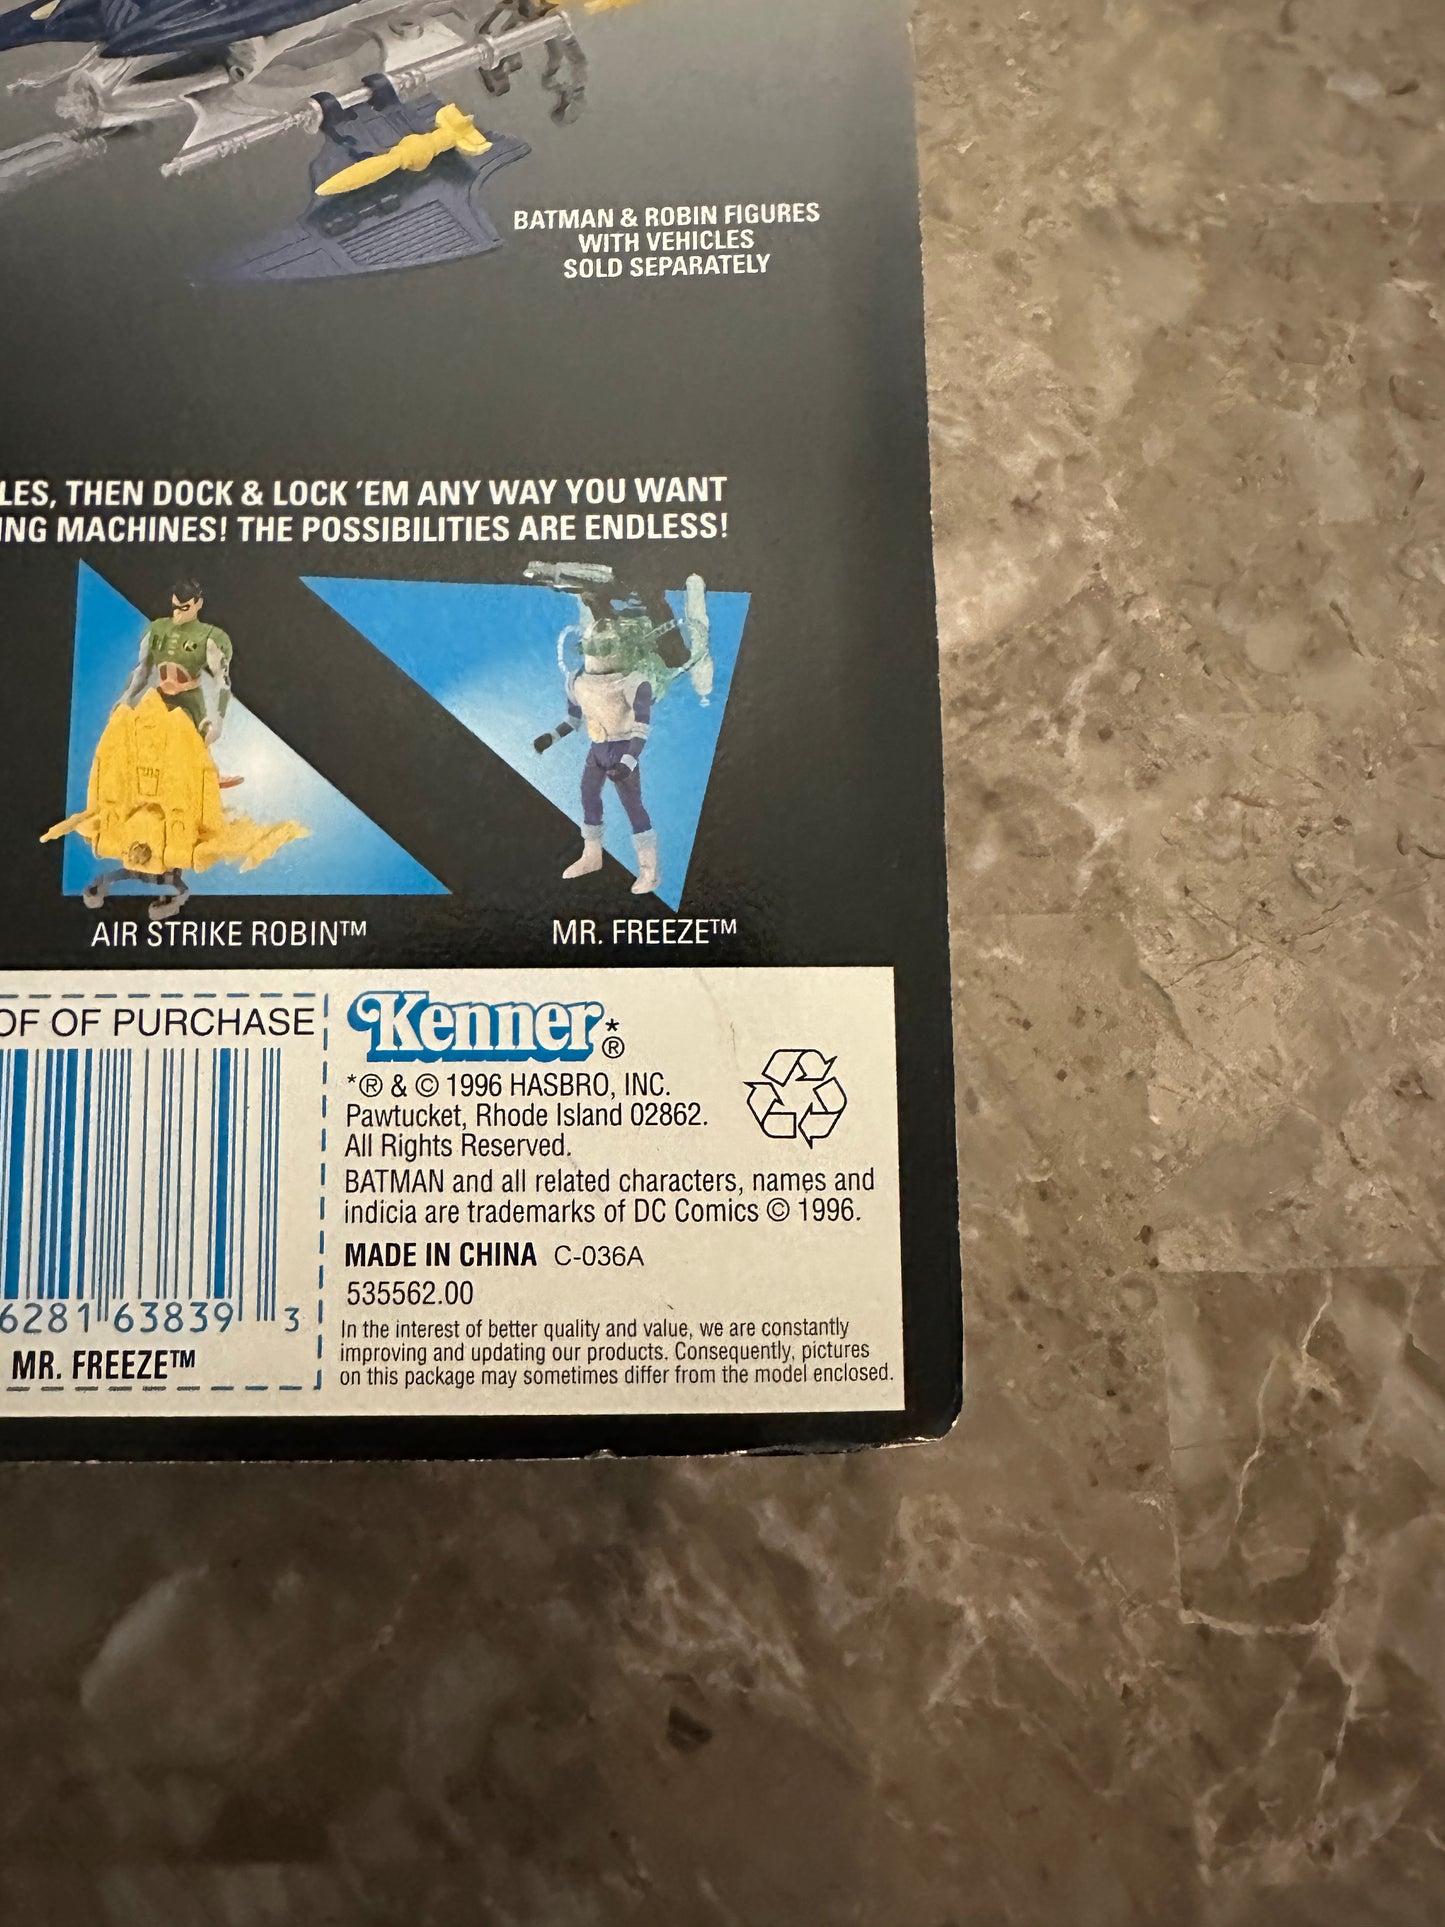 BATMAN & ROBIN FIGURES
WITH VEHICLES
SOLD SEPARATELY
LES, THEN DOCK & LOCK 'EM ANY WAY YOU WANT
ING MACHINES! THE POSSIBILITIES ARE ENDLESS!
AIR STRIKE ROBIN™
MR. FREEZE™
OF OF PURCHASE
6281 63839 3
MR. FREEZE™
Kenner*®
*® & © 1996 HASBRO, INC.
Pawtucket, Rhode Island 02862.
All Rights Reserved.
BATMAN and all related characters, names and
indicia are trademarks of DC Comics © 1996.
MADE IN CHINA C-036A
535562.00
In the interest of better quality and value, we are constantly
improving and updating our products. Consequently, pictures
on this package may sometimes differ from the model enclosed.